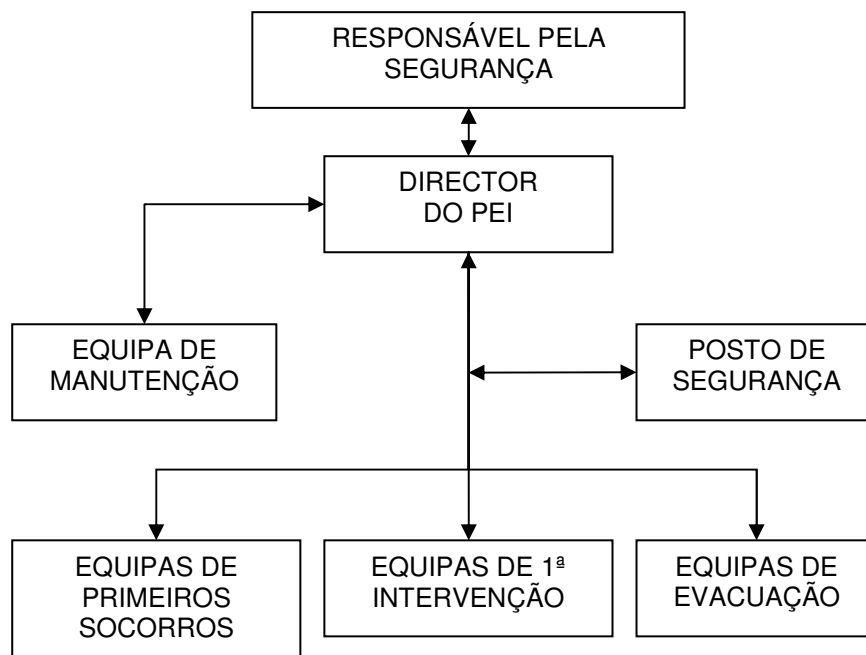 RESPONSÁVEL PELA
SEGURANÇA
DIRECTOR
DO PEI
EQUIPA DE
MANUTENÇÃO
POSTO DE
SEGURANÇA
EQUIPAS DE
PRIMEIROS
SOCORROS
EQUIPAS DE 1ª
INTERVENÇÃO
EQUIPAS DE
EVACUAÇÃO